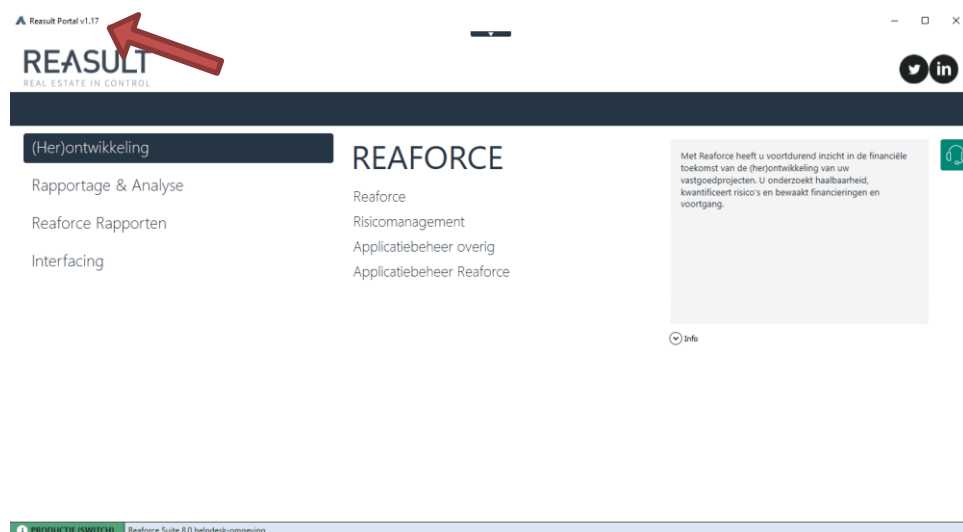 Reasult Portal v1.17
REASULT
REAL ESTATE IN CONTROL
in
(Her)ontwikkeling
Rapportage & Analyse
Reaforce Rapporten
Interfacing
REAFORCE
Reaforce
Risicomanagement
Applicatiebeheer overig
Applicatiebeheer Reaforce
Met Reaforce heeft u voortdurend inzicht in de financiële
toekomst van de (her)ontwikkeling van uw
vastgoedprojecten. U onderzoekt haalbaarheid,
kwantificeert risico's en bewaakt financieringen en
voortgang.
Info
PRODUCTIE (SWITCH) Reaforce Suite 8.0 helpdesk-omgeving